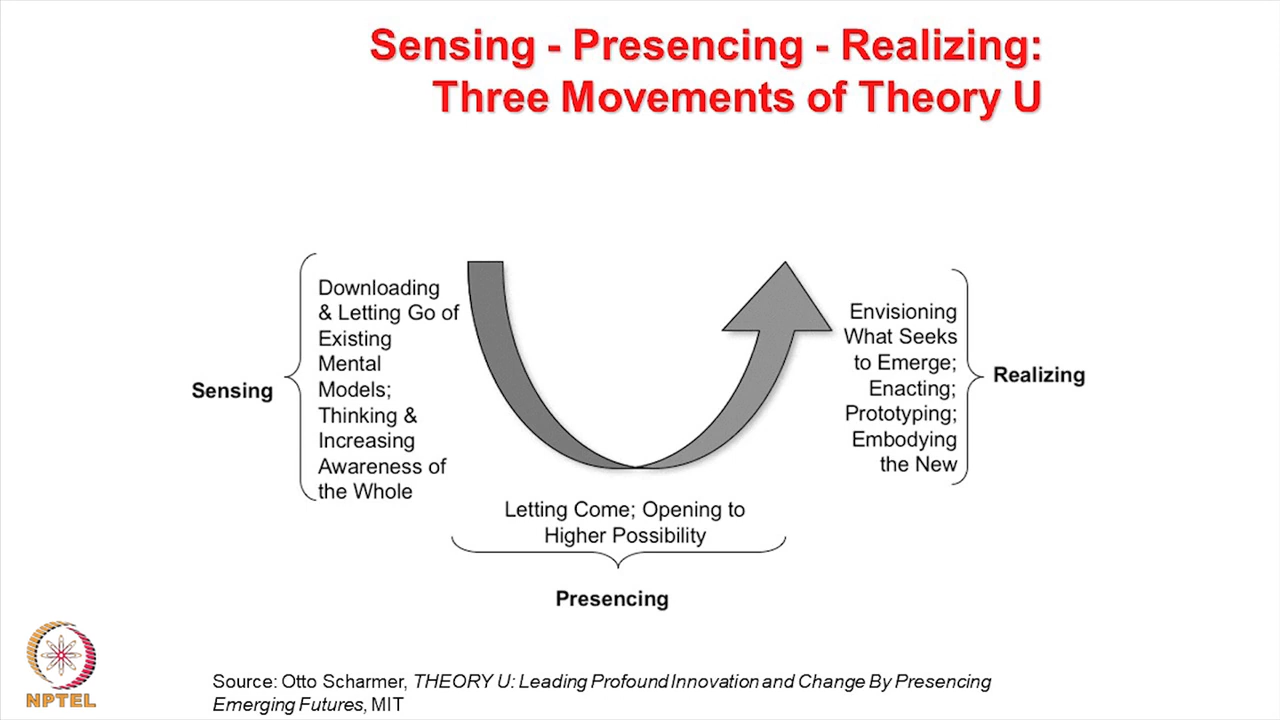 Sensing - Presencing - Realizing:
Three Movements of Theory U
Downloading
& Letting Go of
Existing
Mental
Models;
Thinking &
Increasing
Awareness of
the Whole
Sensing
Letting Come; Opening to
Higher Possibility
Presencing
Envisioning
What Seeks
to Emerge;
Enacting;
Prototyping;
Embodying
the New
Realizing
NPTEL
Source: Otto Scharmer, THEORY U: Leading Profound Innovation and Change By Presencing
Emerging Futures, MIT